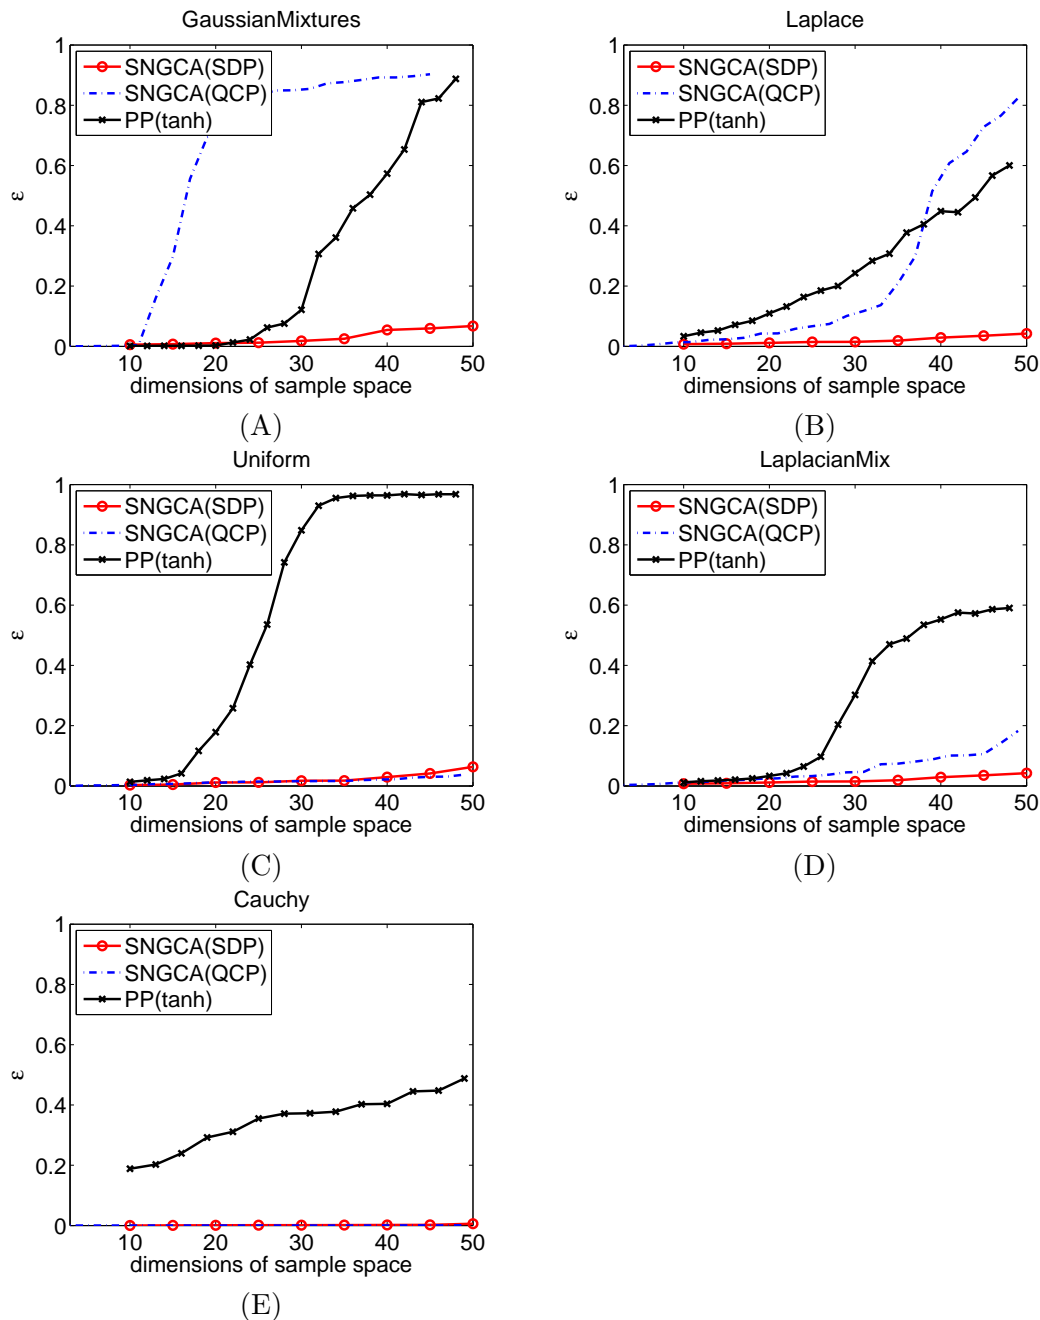 GaussianMixtures
1
0.8
0.6
0.4
0.2
0
ε
SNGCA(SDP)
SNGCA(QCP)
PP(tanh)
10 20 30 40 50
dimensions of sample space
(A)
Laplace
1
0.8
0.6
0.4
0.2
0
ε
SNGCA(SDP)
SNGCA(QCP)
PP(tanh)
10 20 30 40 50
dimensions of sample space
(B)
Uniform
1
0.8
0.6
0.4
0.2
0
ε
SNGCA(SDP)
SNGCA(QCP)
PP(tanh)
10 20 30 40 50
dimensions of sample space
(C)
LaplacianMix
1
0.8
0.6
0.4
0.2
0
ε
SNGCA(SDP)
SNGCA(QCP)
PP(tanh)
10 20 30 40 50
dimensions of sample space
(D)
Cauchy
1
0.8
0.6
0.4
0.2
0
ε
SNGCA(SDP)
SNGCA(QCP)
PP(tanh)
10 20 30 40 50
dimensions of sample space
(E)